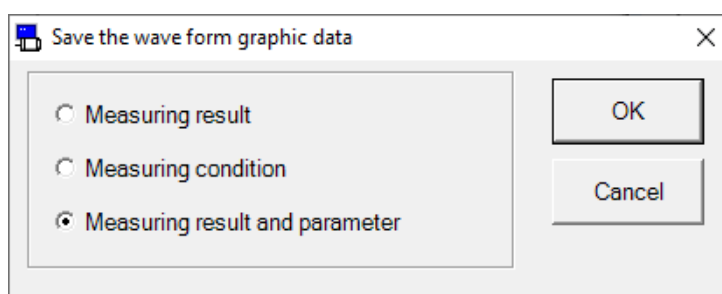 Save the wave form graphic data
Measuring result
OK
Measuring condition
Cancel
Measuring result and parameter